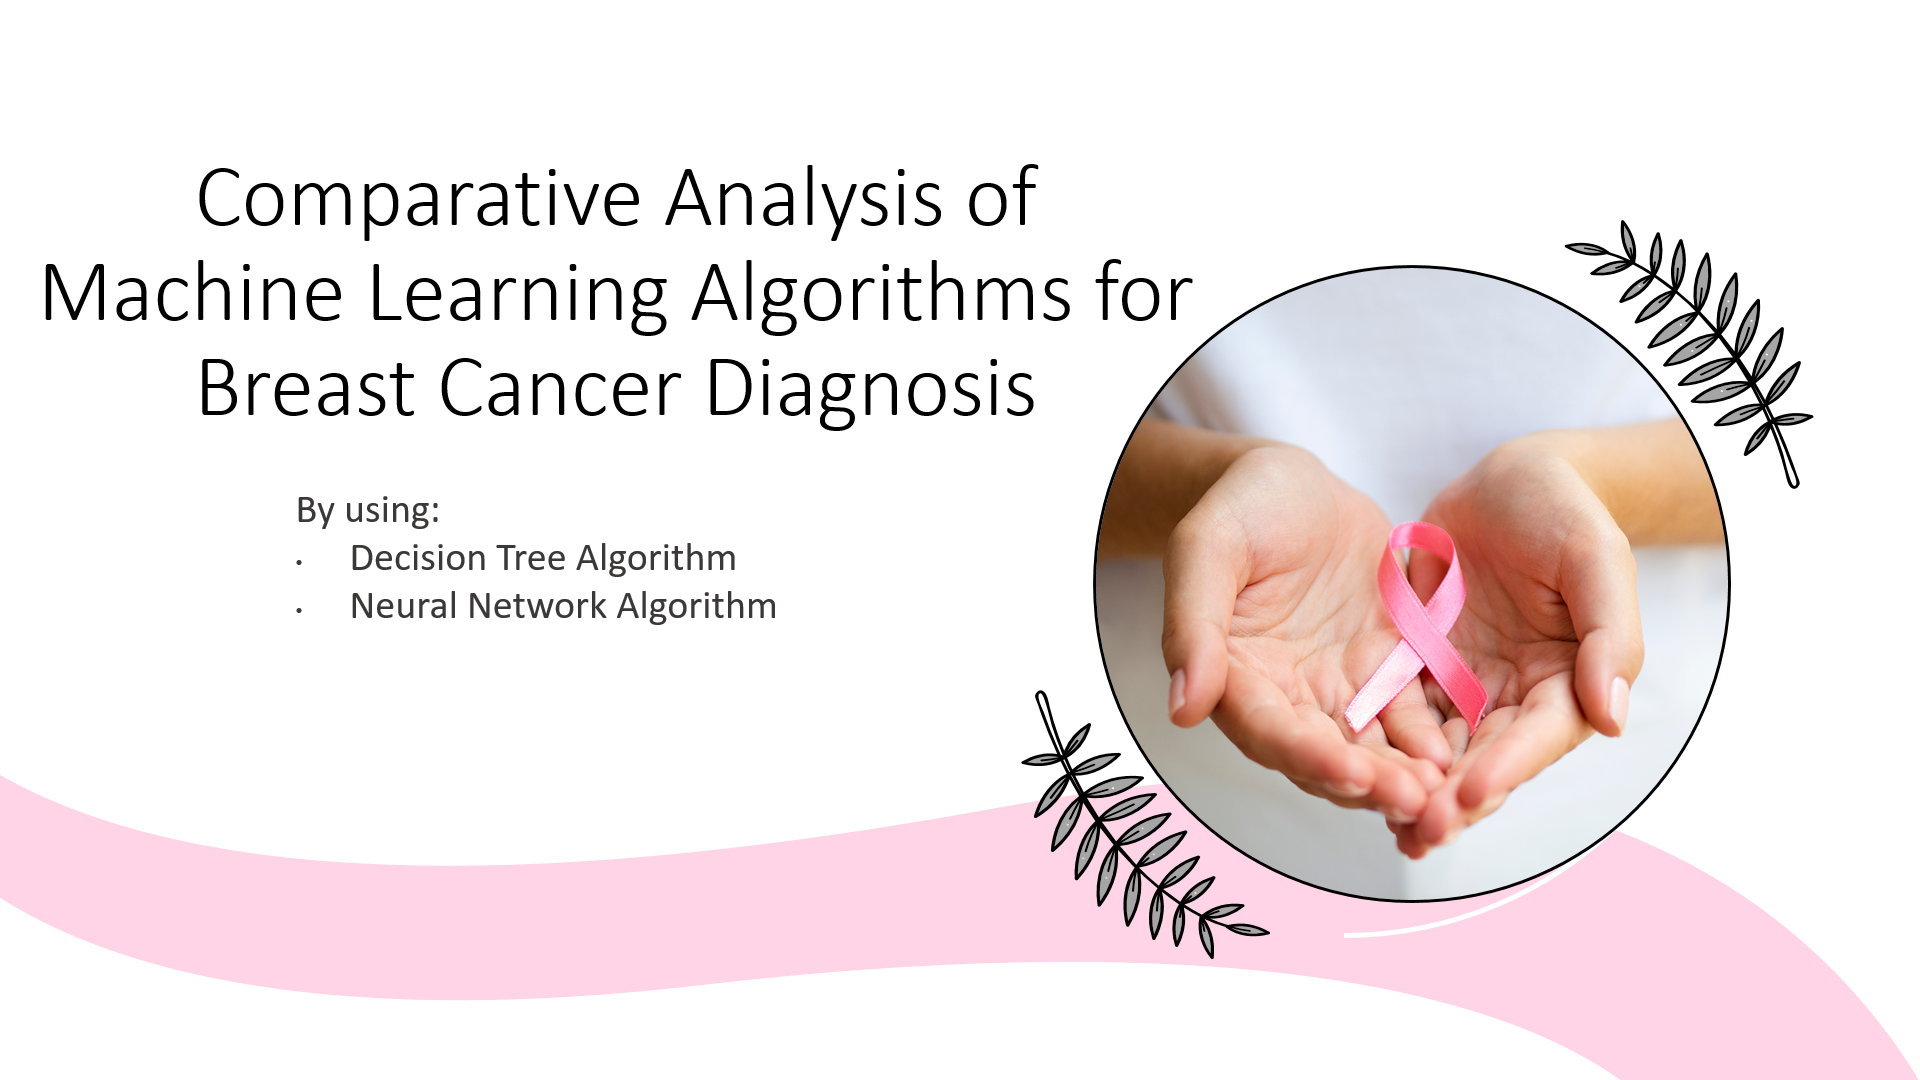 Comparative Analysis of
Machine Learning Algorithms for
Breast Cancer Diagnosis
By using:
• Decision Tree Algorithm
• Neural Network Algorithm